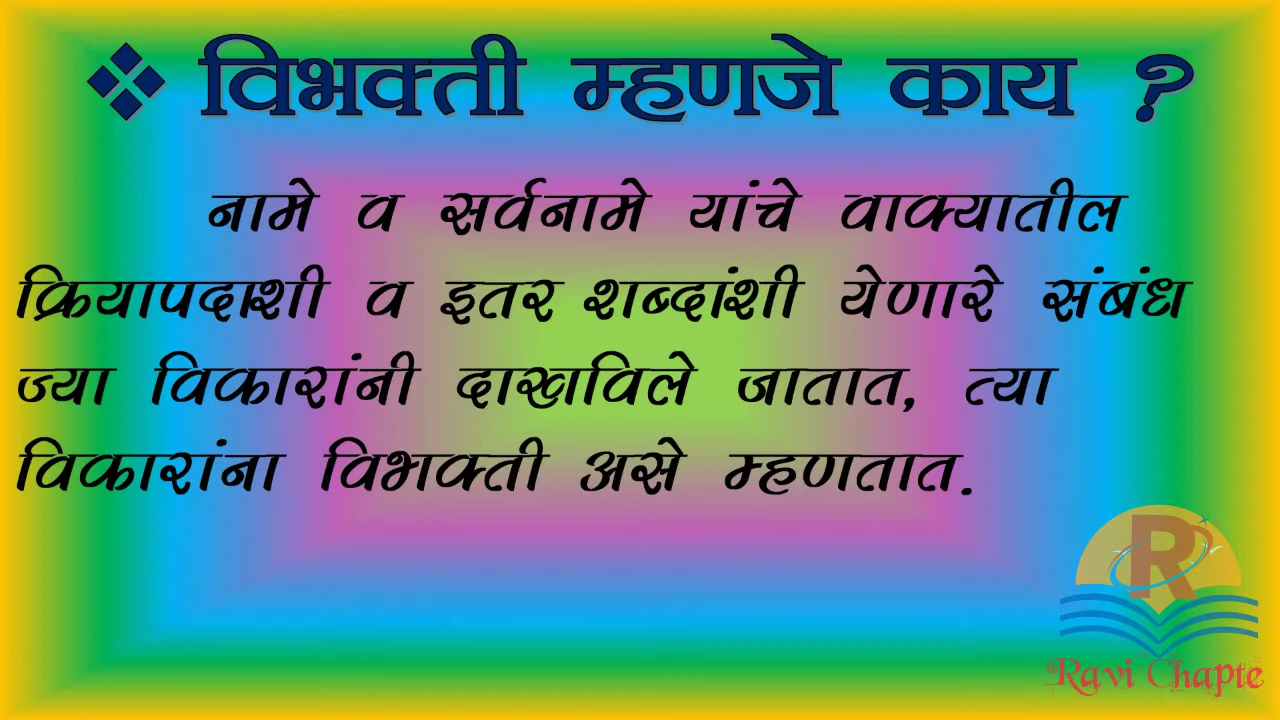 ❖ विभक्ती म्हणजे काय ?
नामे व सर्वनामे यांचे वाक्यातील
क्रियापदाशी व इतर शब्दांशी येणारे संबंध
ज्या विकारांनी दाखविले जातात, त्या
विकारांना विभक्ती असे म्हणतात.
R
Ravi Chapte